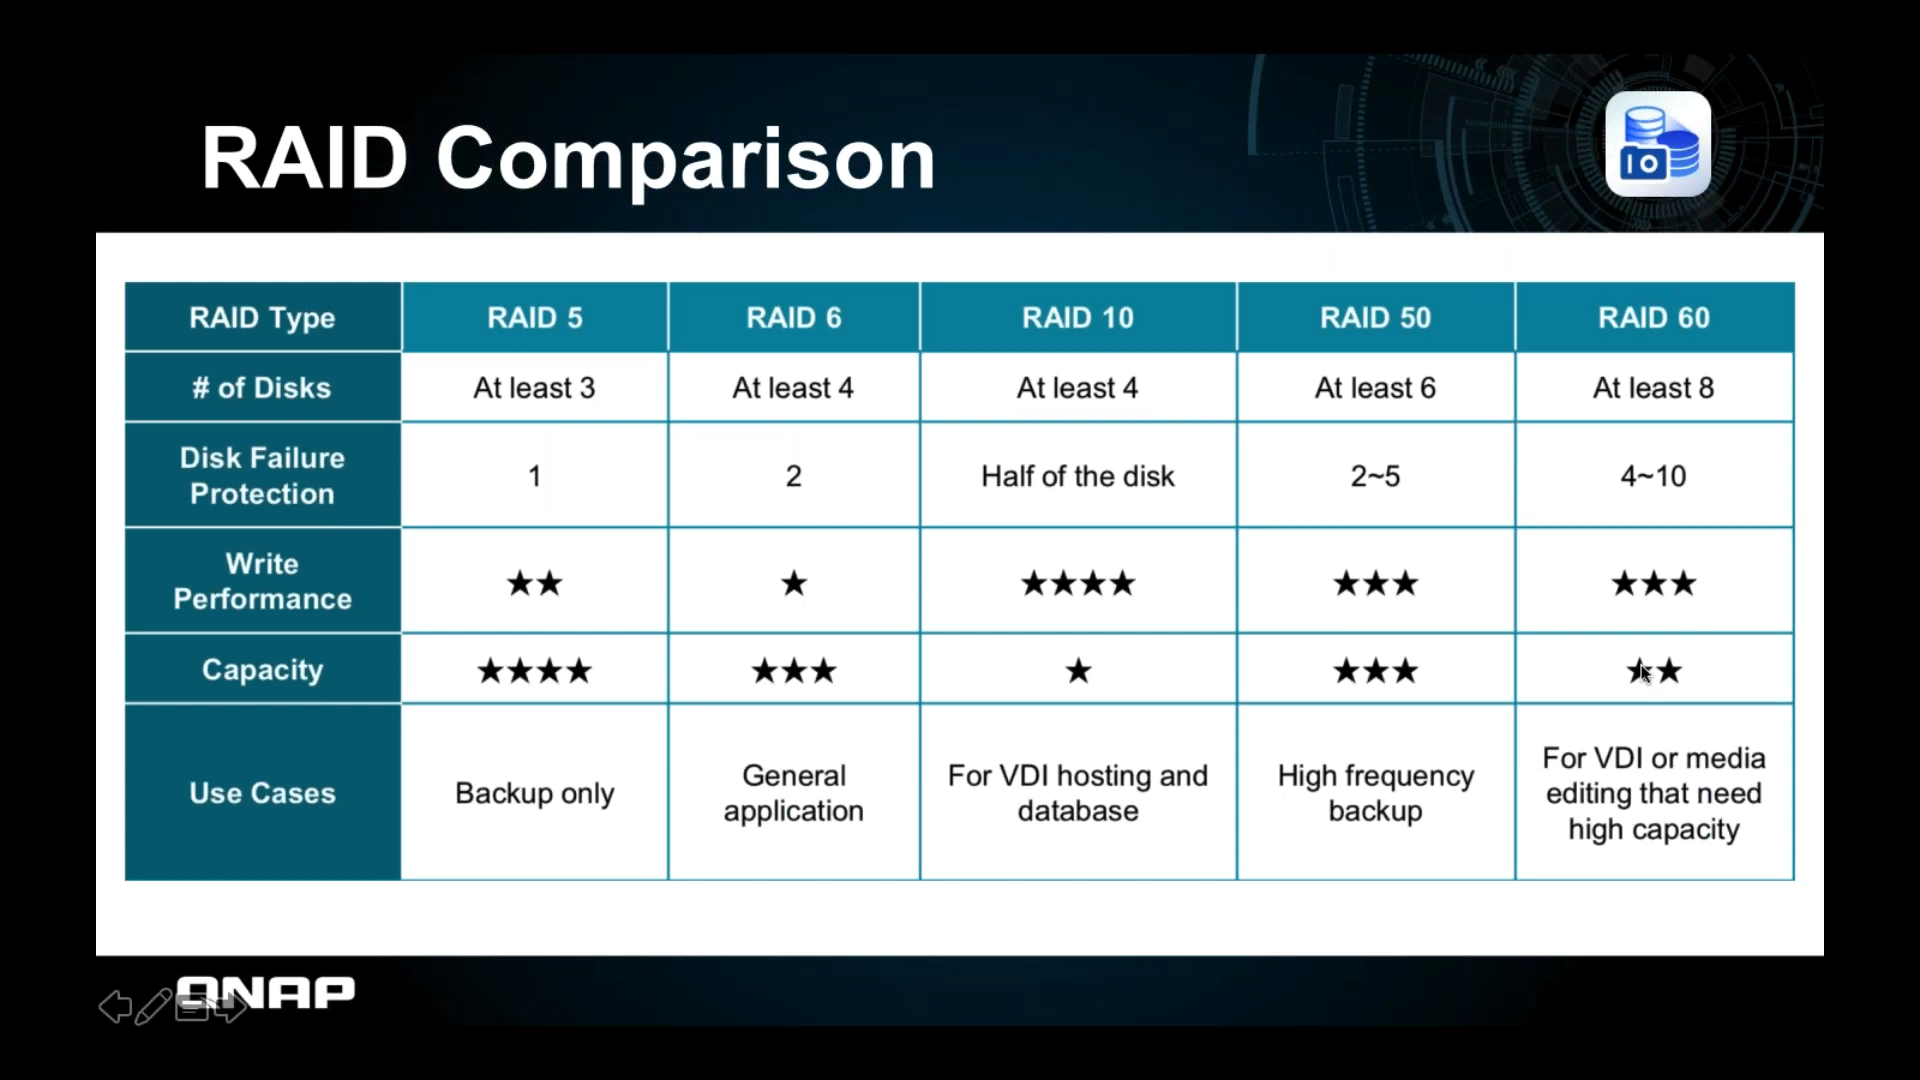 RAID Comparison
IO
RAID Type RAID 5 RAID 6 RAID 10 RAID 50 RAID 60
# of Disks At least 3 At least 4 At least 4 At least 6 At least 8
Disk Failure
Protection
1 2 Half of the disk 2~5 4~10
Write
Performance
★★ ★ ★★★★ ★★★ ★★★
Capacity ★★★★ ★★★ ★ ★★★ ★★
Use Cases
Backup only
General
application
For VDI hosting and
database
High frequency
backup
For VDI or media
editing that need
high capacity
QNAP